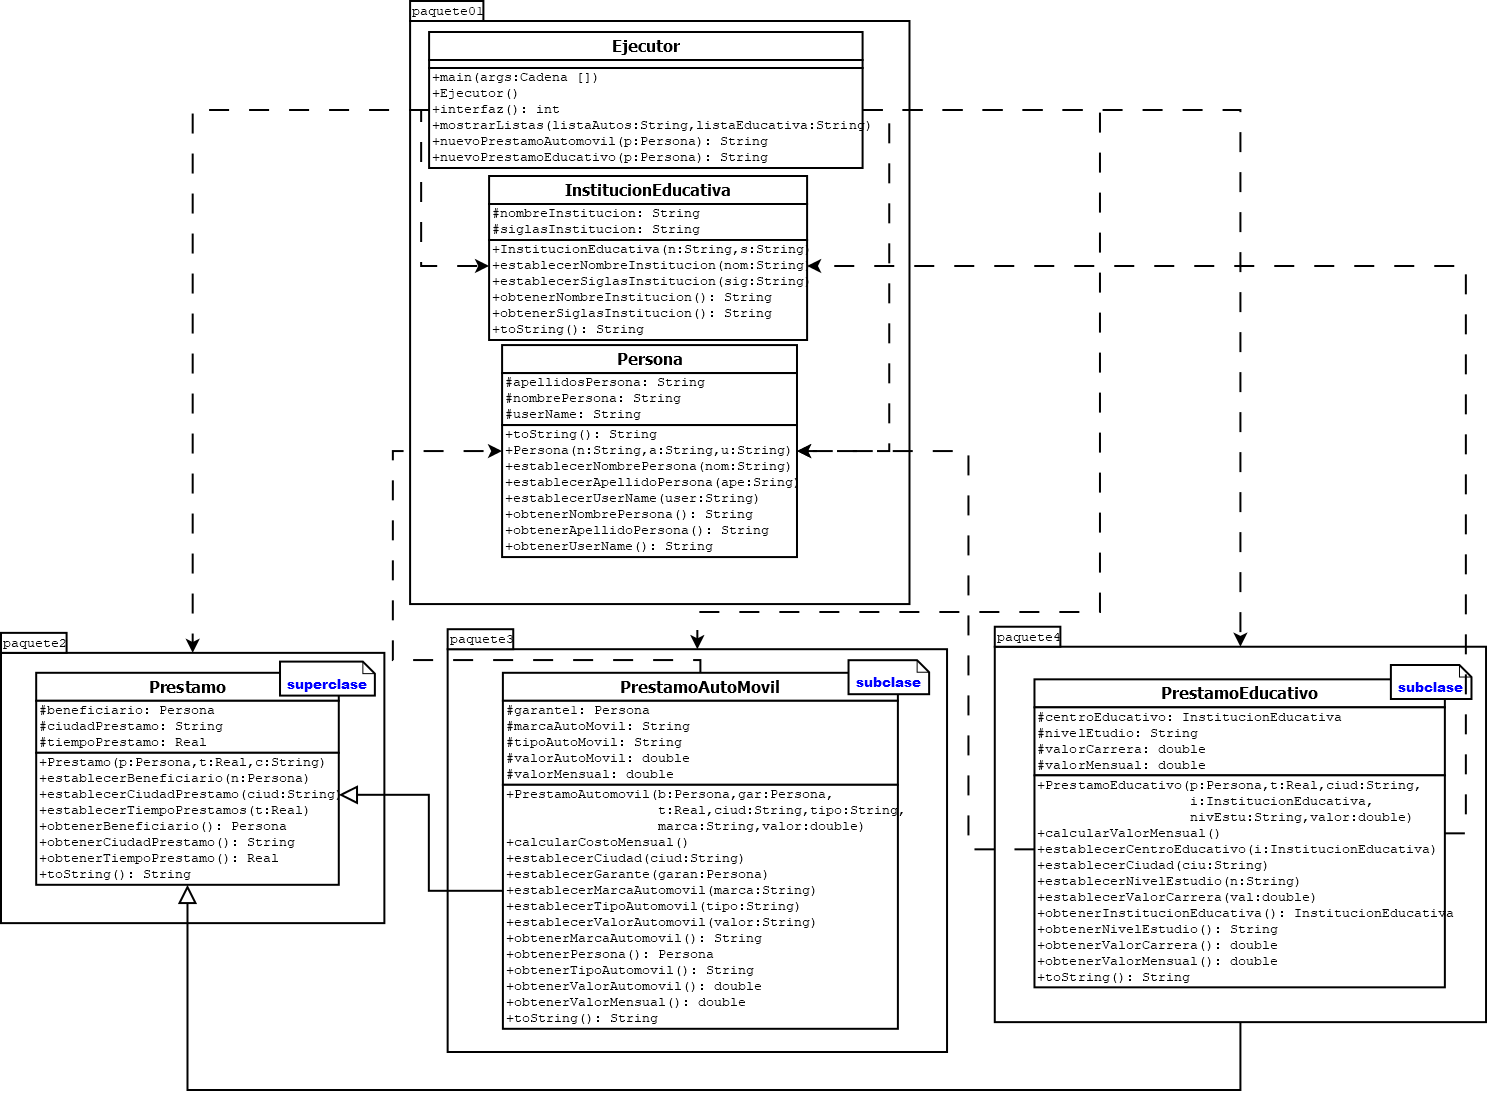 paquete01
Ejecutor
+main(args:Cadena [])
+Ejecutor()
+interfaz(): int
+mostrarListas(listaAutos:String,listaEducativa:String)
+nuevoPrestamoAutomovil(p:Persona): String
+nuevoPrestamoEducativo(p:Persona): String
InstitucionEducativa
#nombreInstitucion: String
#siglasInstitucion: String
+InstitucionEducativa(n:String,s:String)
+establecerNombreInstitucion(nom:String)
+establecerSiglasInstitucion(sig:String)
+obtenerNombreInstitucion(): String
+obtenerSiglasInstitucion(): String
+toString(): String
Persona
#apellidosPersona: String
#nombrePersona: String
#userName: String
+toString(): String
+Persona(n:String,a:String,u:String)
+establecerNombrePersona(nom:String)
+establecerApellidoPersona(ape:Sring)
+establecerUserName(user:String)
+obtenerNombrePersona(): String
+obtenerApellidoPersona(): String
+obtenerUserName(): String
paquete2
superclase
Prestamo
#beneficiario: Persona
#ciudadPrestamo: String
#tiempoPrestamo: Real
+Prestamo(p:Persona,t:Real,c:String)
+establecerBeneficiario(n:Persona)
+establecerCiudadPrestamo(ciud:String)
+establecerTiempoPrestamos(t:Real)
+obtenerBeneficiario(): Persona
+obtenerCiudadPrestamo(): String
+obtenerTiempoPrestamo(): Real
+toString(): String
paquete3
subclase
PrestamoAutoMovil
#garante1: Persona
#marcaAutoMovil: String
#tipoAutoMovil: String
#valorAutoMovil: double
#valorMensual: double
+PrestamoAutomovil(b:Persona,gar:Persona,
t:Real,ciud:String,tipo:String,
marca:String,valor:double)
+calcularCostoMensual()
+establecerCiudad(ciud:String)
+establecerGarante(garan:Persona)
+establecerMarcaAutomovil(marca:String)
+establecerTipoAutomovil(tipo:String)
+establecerValorAutomovil(valor:String)
+obtenerMarcaAutomovil(): String
+obtenerPersona(): Persona
+obtenerTipoAutomovil(): String
+obtenerValorAutomovil(): double
+obtenerValorMensual(): double
+toString(): String
paquete4
subclase
PrestamoEducativo
#centroEducativo: InstitucionEducativa
#nivelEtudio: String
#valorCarrera: double
#valorMensual: double
+PrestamoEducativo(p:Persona,t:Real,ciud:String,
i:InstitucionEducativa,
nivEstu:String,valor:double)
+calcularValorMensual()
+establecerCentroEducativo(i:InstitucionEducativa)
+establecerCiudad(ciu:String)
+establecerNivelEstudio(n:String)
+establecerValorCarrera(val:double)
+obtenerInstitucionEducativa(): InstitucionEducativa
+obtenerNivelEstudio(): String
+obtenerValorCarrera(): double
+obtenerValorMensual(): double
+toString(): String